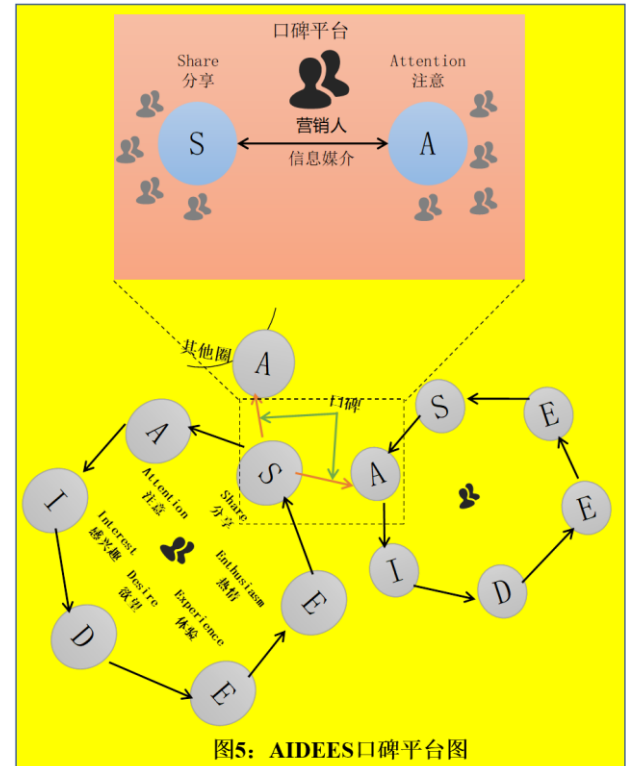 口碑平台
Share
分享
Attention
注意
营销人
S
A
信息媒介
其他圈
A
口碑
A
S
A
S
E
I
Attention
注意
Share
分享
E
Interest
感兴趣
Enthusiasm
热情
I
D
Desire
欲望
Experience
体验
E
D
E
图5：AIDEES口碑平台图